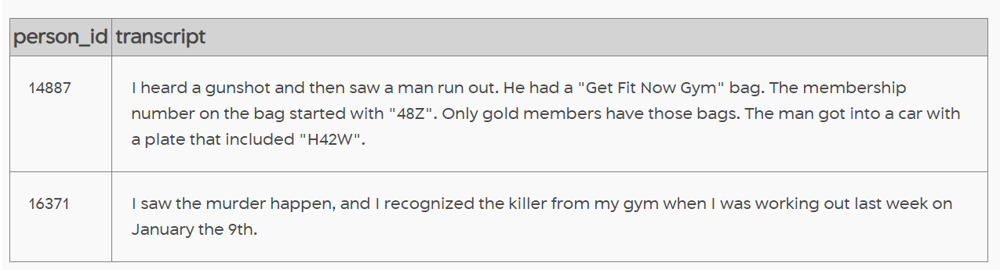 person_id transcript
14887 I heard a gunshot and then saw a man run out. He had a "Get Fit Now Gym" bag. The membership
number on the bag started with "48Z". Only gold members have those bags. The man got into a car with
a plate that included "H42W".
16371 I saw the murder happen, and I recognized the killer from my gym when I was working out last week on
January the 9th.